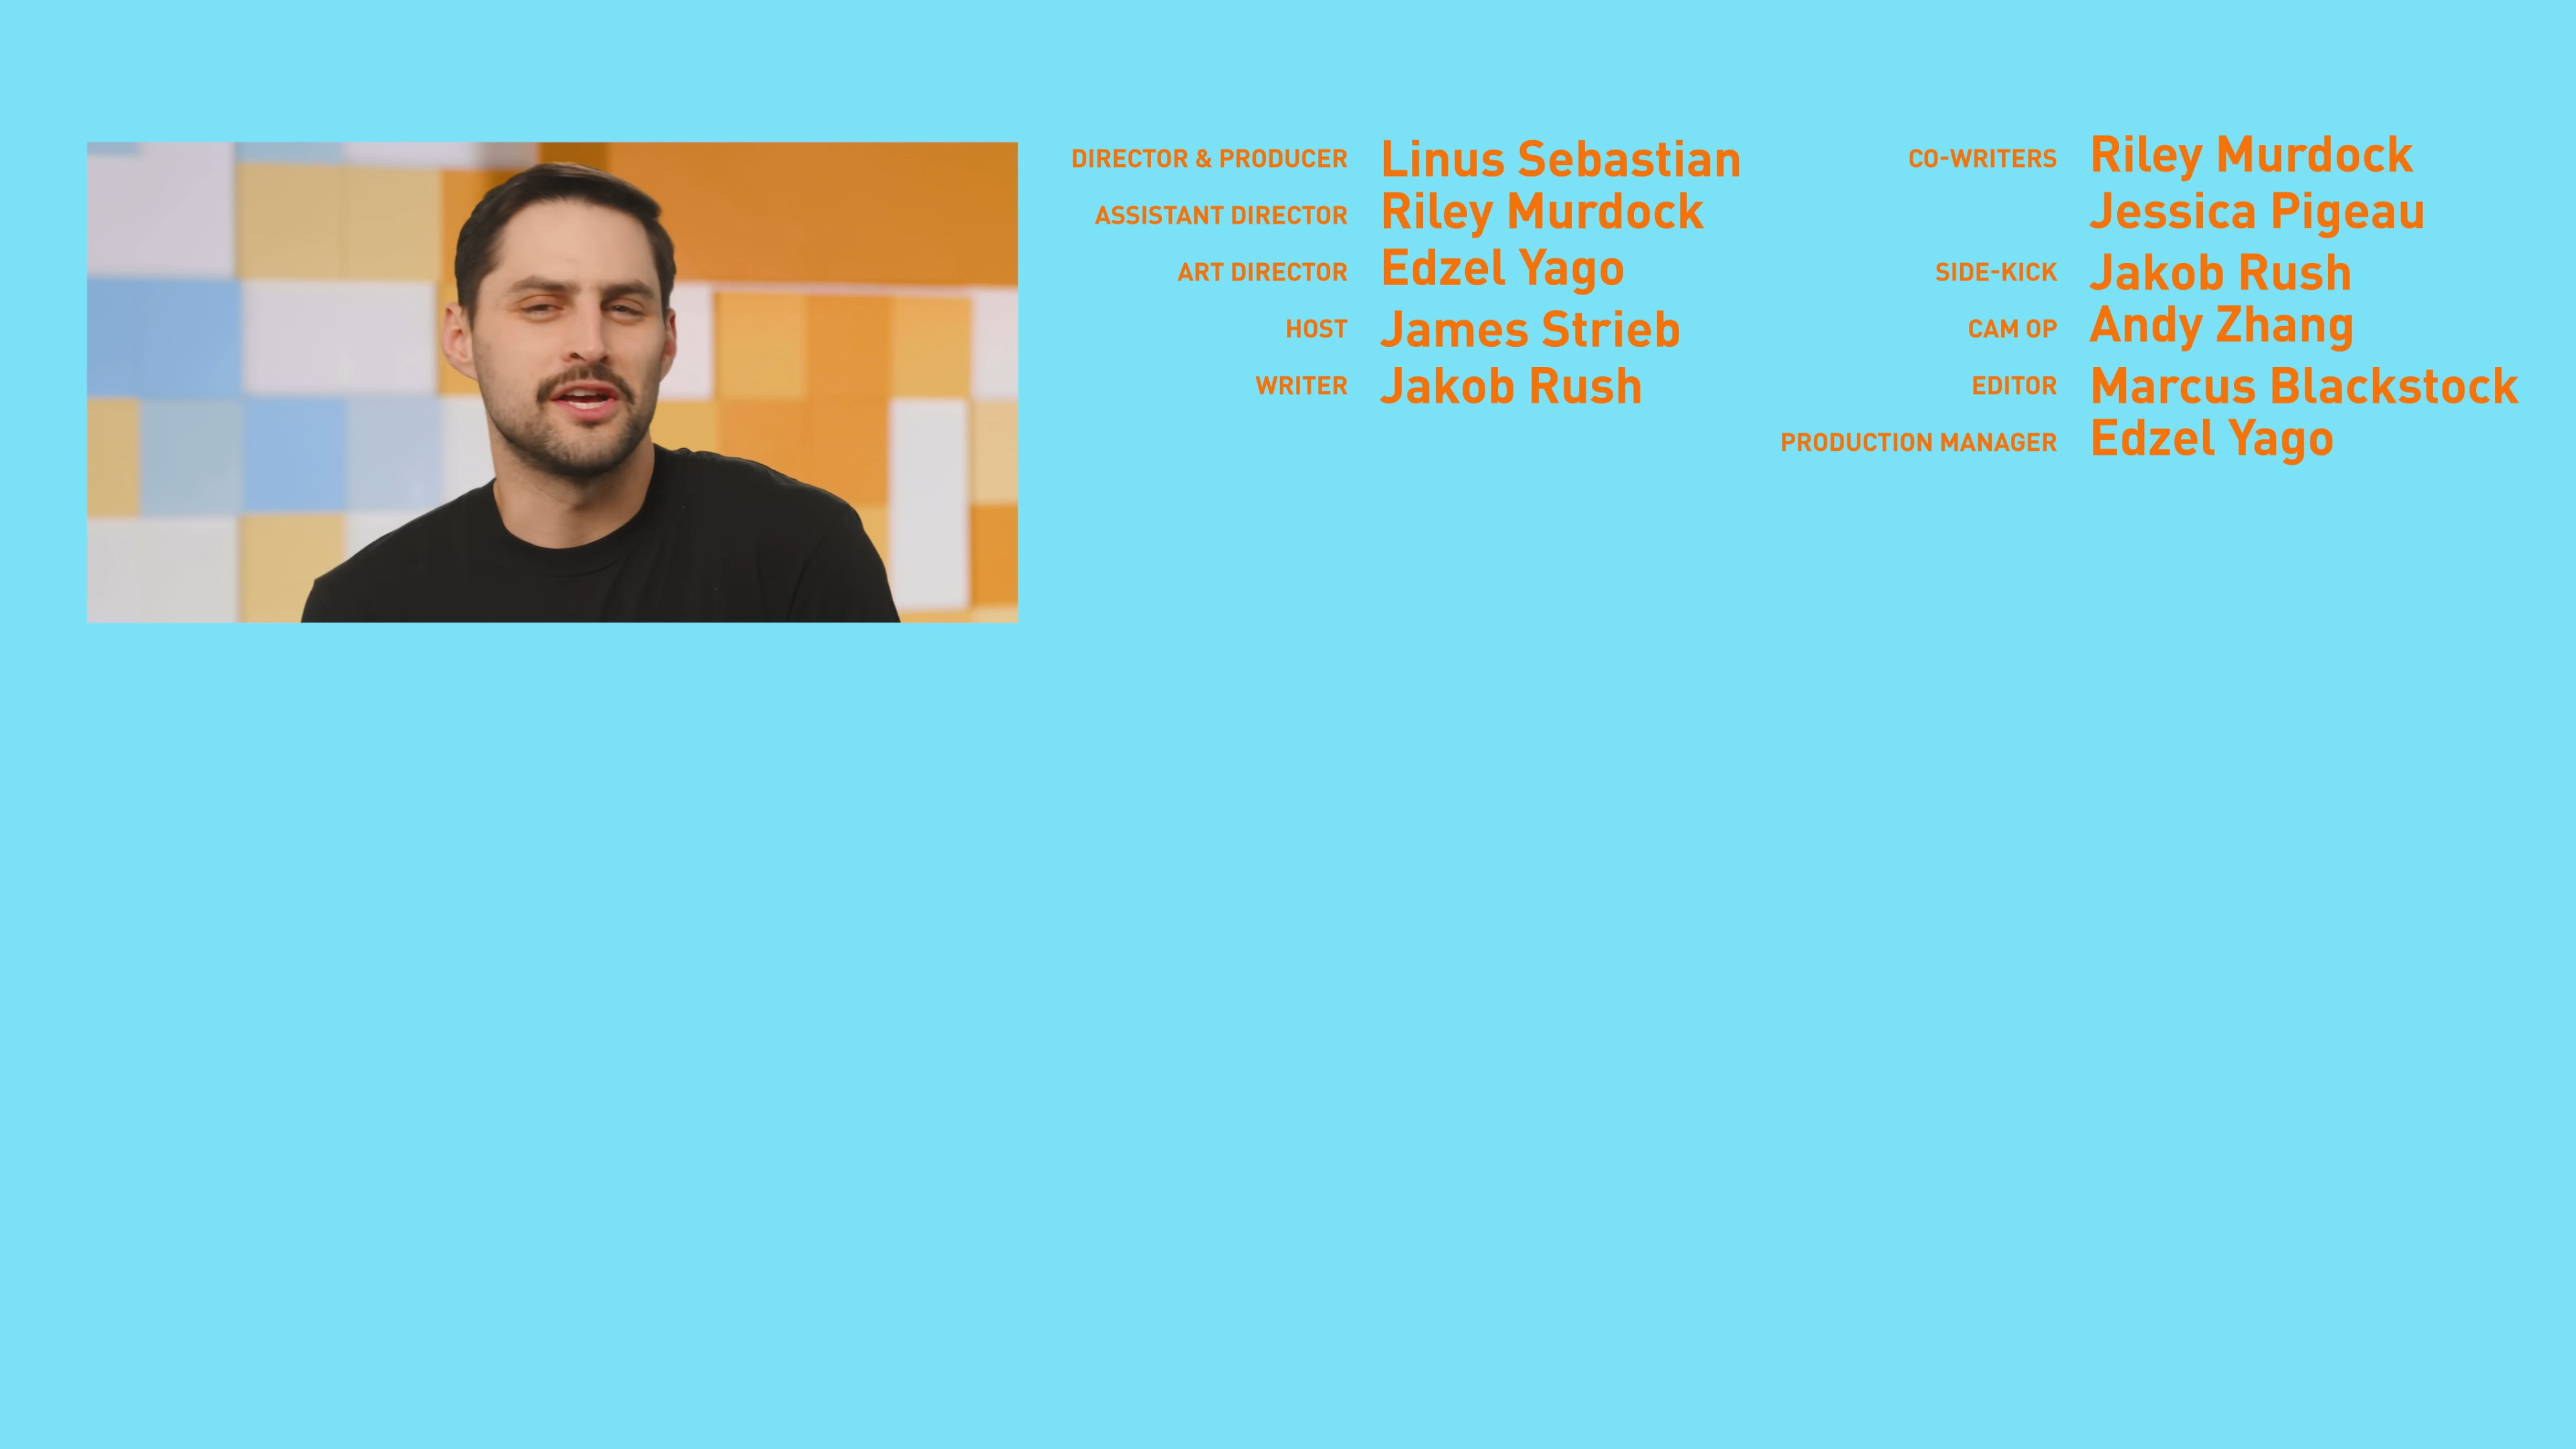 DIRECTOR & PRODUCER Linus Sebastian
ASSISTANT DIRECTOR Riley Murdock
ART DIRECTOR Edzel Yago
HOST James Strieb
WRITER Jakob Rush
CO-WRITERS Riley Murdock
Jessica Pigeau
SIDE-KICK Jakob Rush
CAM OP Andy Zhang
EDITOR Marcus Blackstock
PRODUCTION MANAGER Edzel Yago